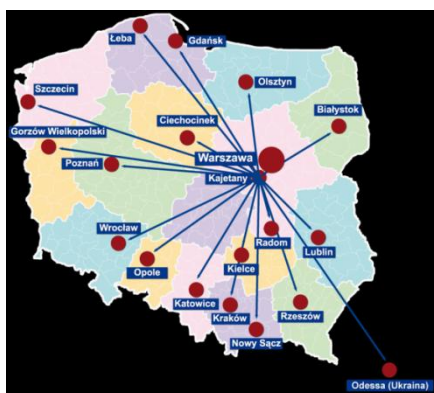 Łeba
Gdańsk
Olsztyn
Szczecin
Białystok
Ciechocinek
Gorzów Wielkopolski
Warszawa
Poznań
Kajetany
Wrocław
Radom
Lublin
Kielce
Opole
Katowice
Kraków
Rzeszów
Nowy Sącz
Odessa (Ukraina)